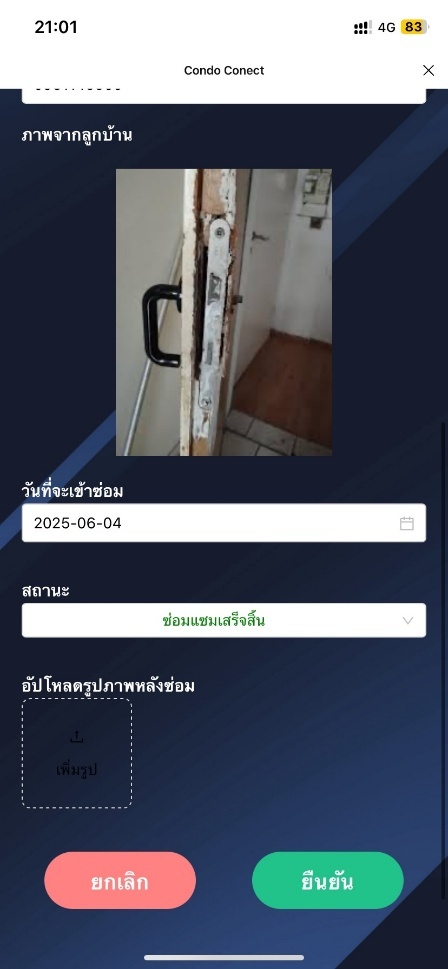 21:01
4G 83
Condo Conect
ภาพจากลูกบ้าน
วันที่จะเข้าซ่อม
2025-06-04
สถานะ
ซ่อมแซมเสร็จสิ้น
อัปโหลดรูปภาพหลังซ่อม
เพิ่มรูป
ยกเลิก
ยืนยัน